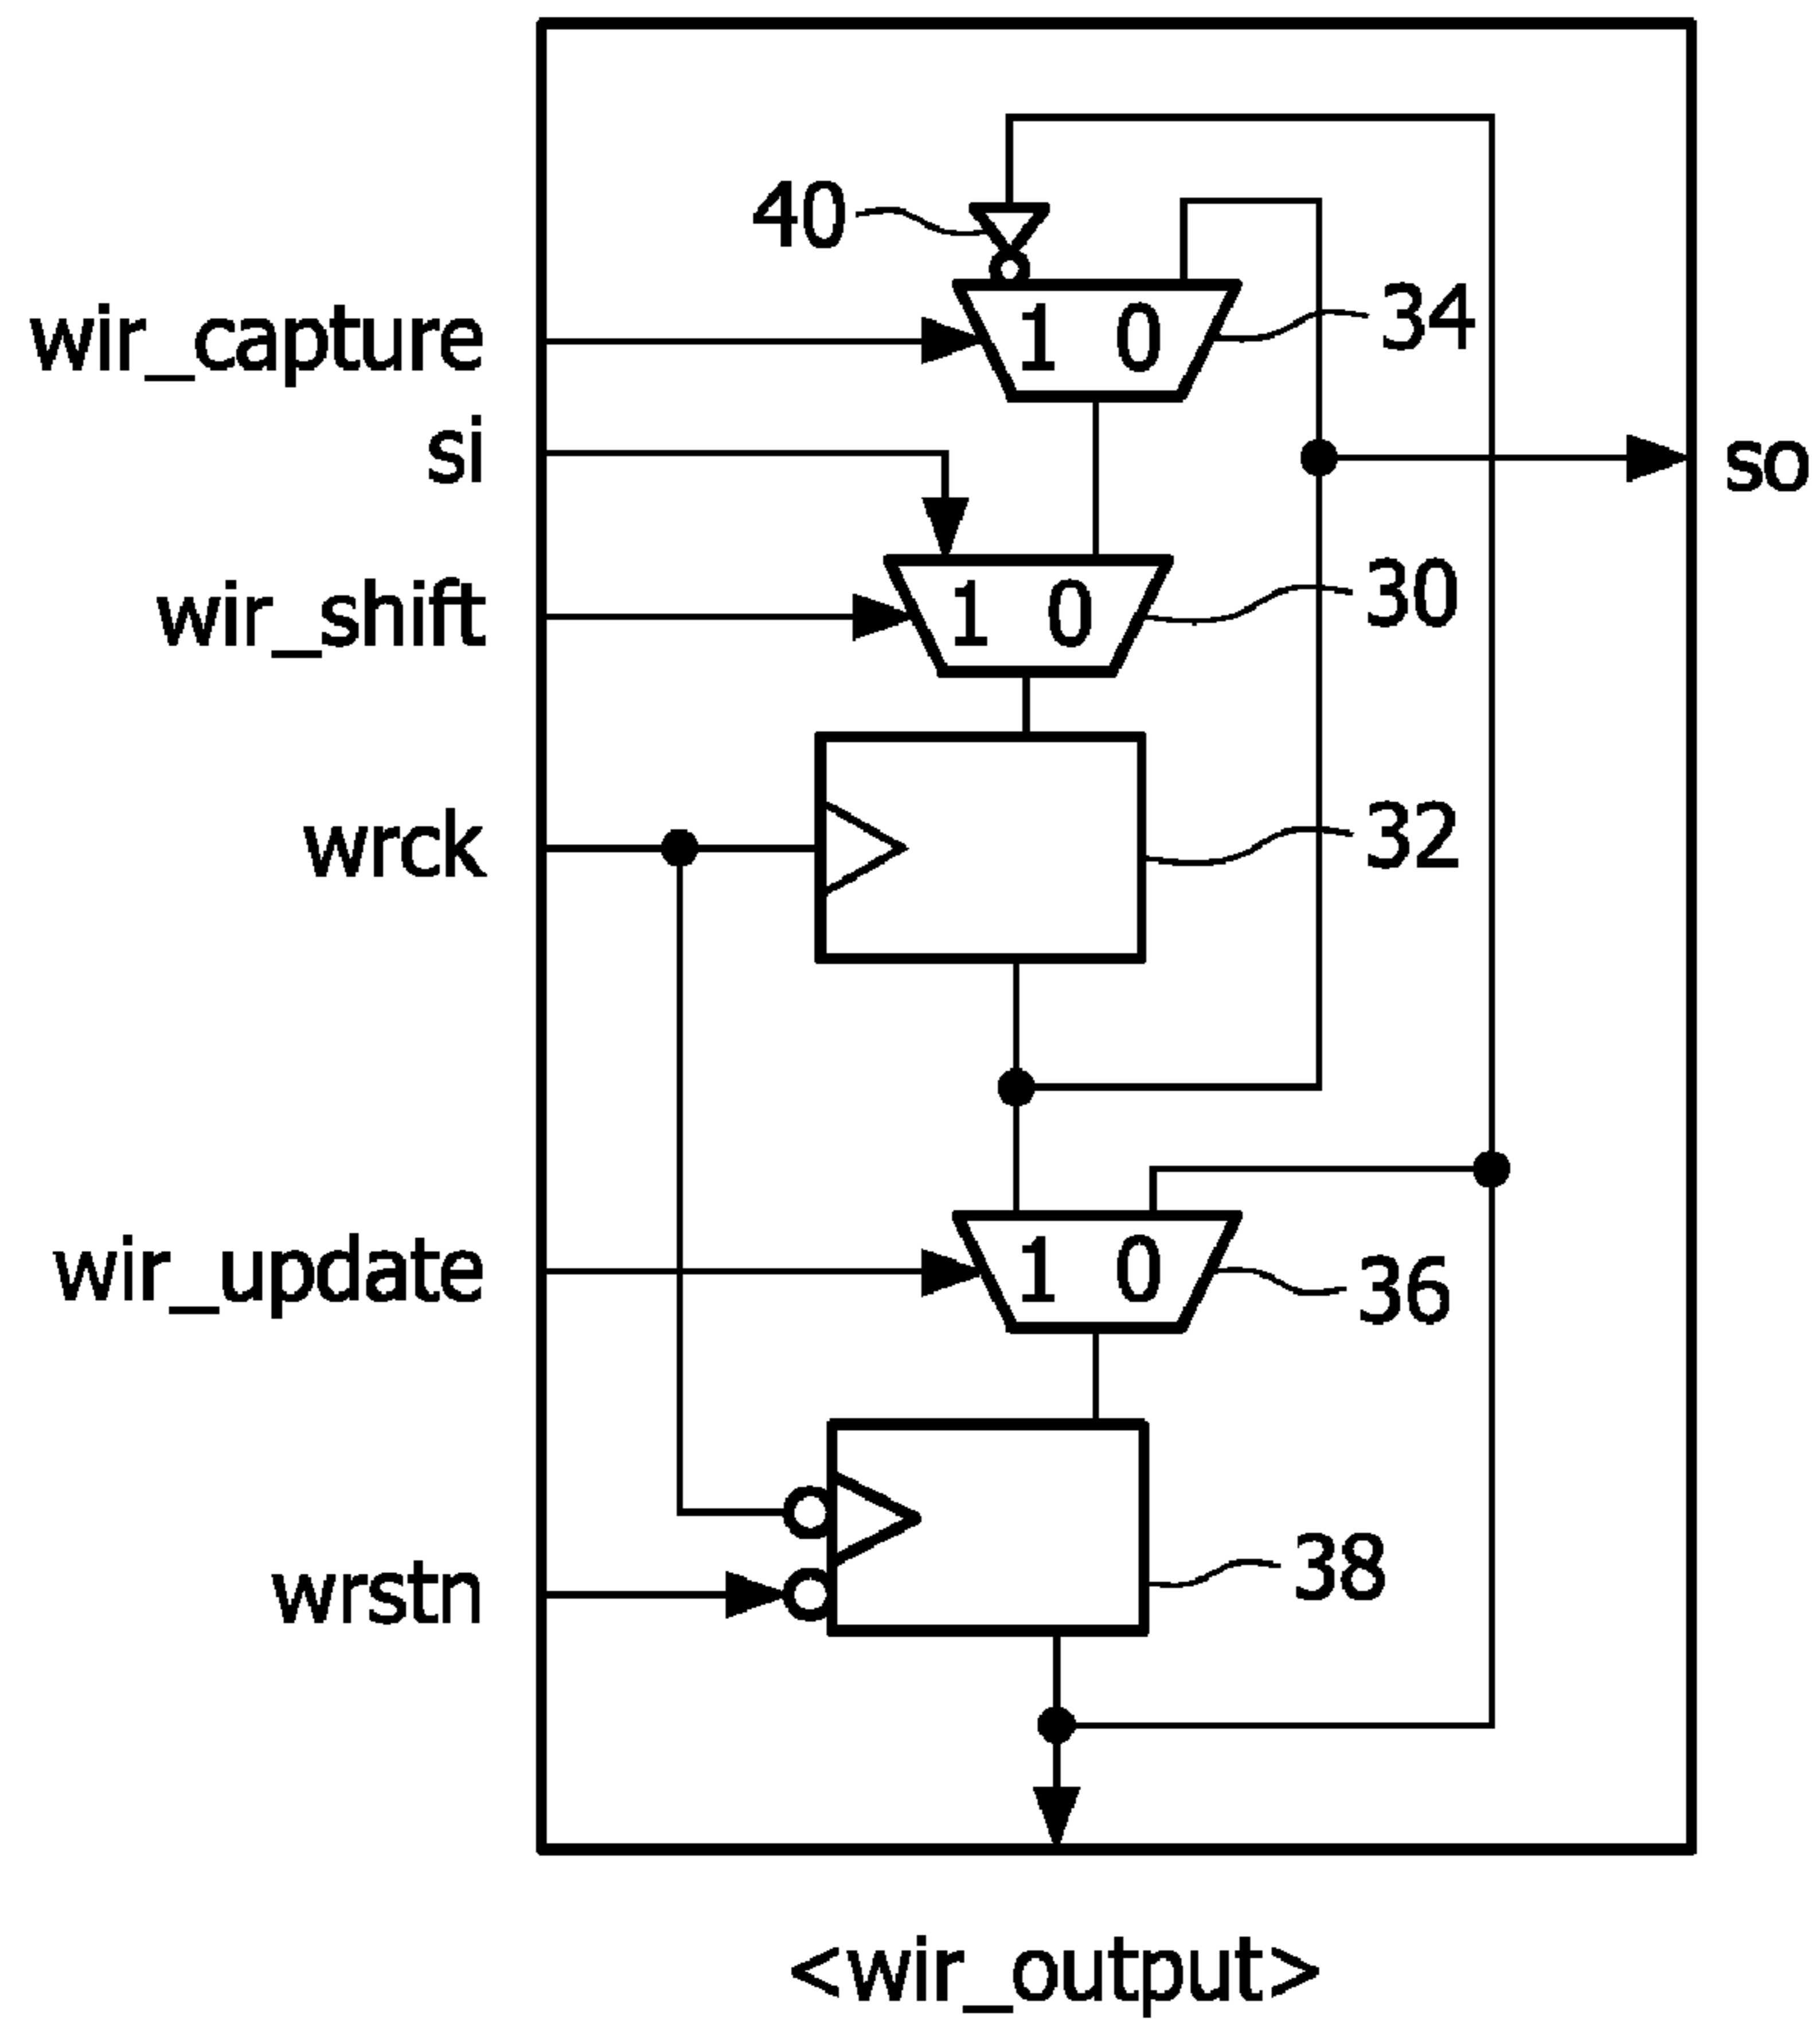 40
1 0
34
wir_capture
si
so
wir_shift
1 0
30
wrck
32
wir_update
1 0
36
wrstn
38
<wir_output>